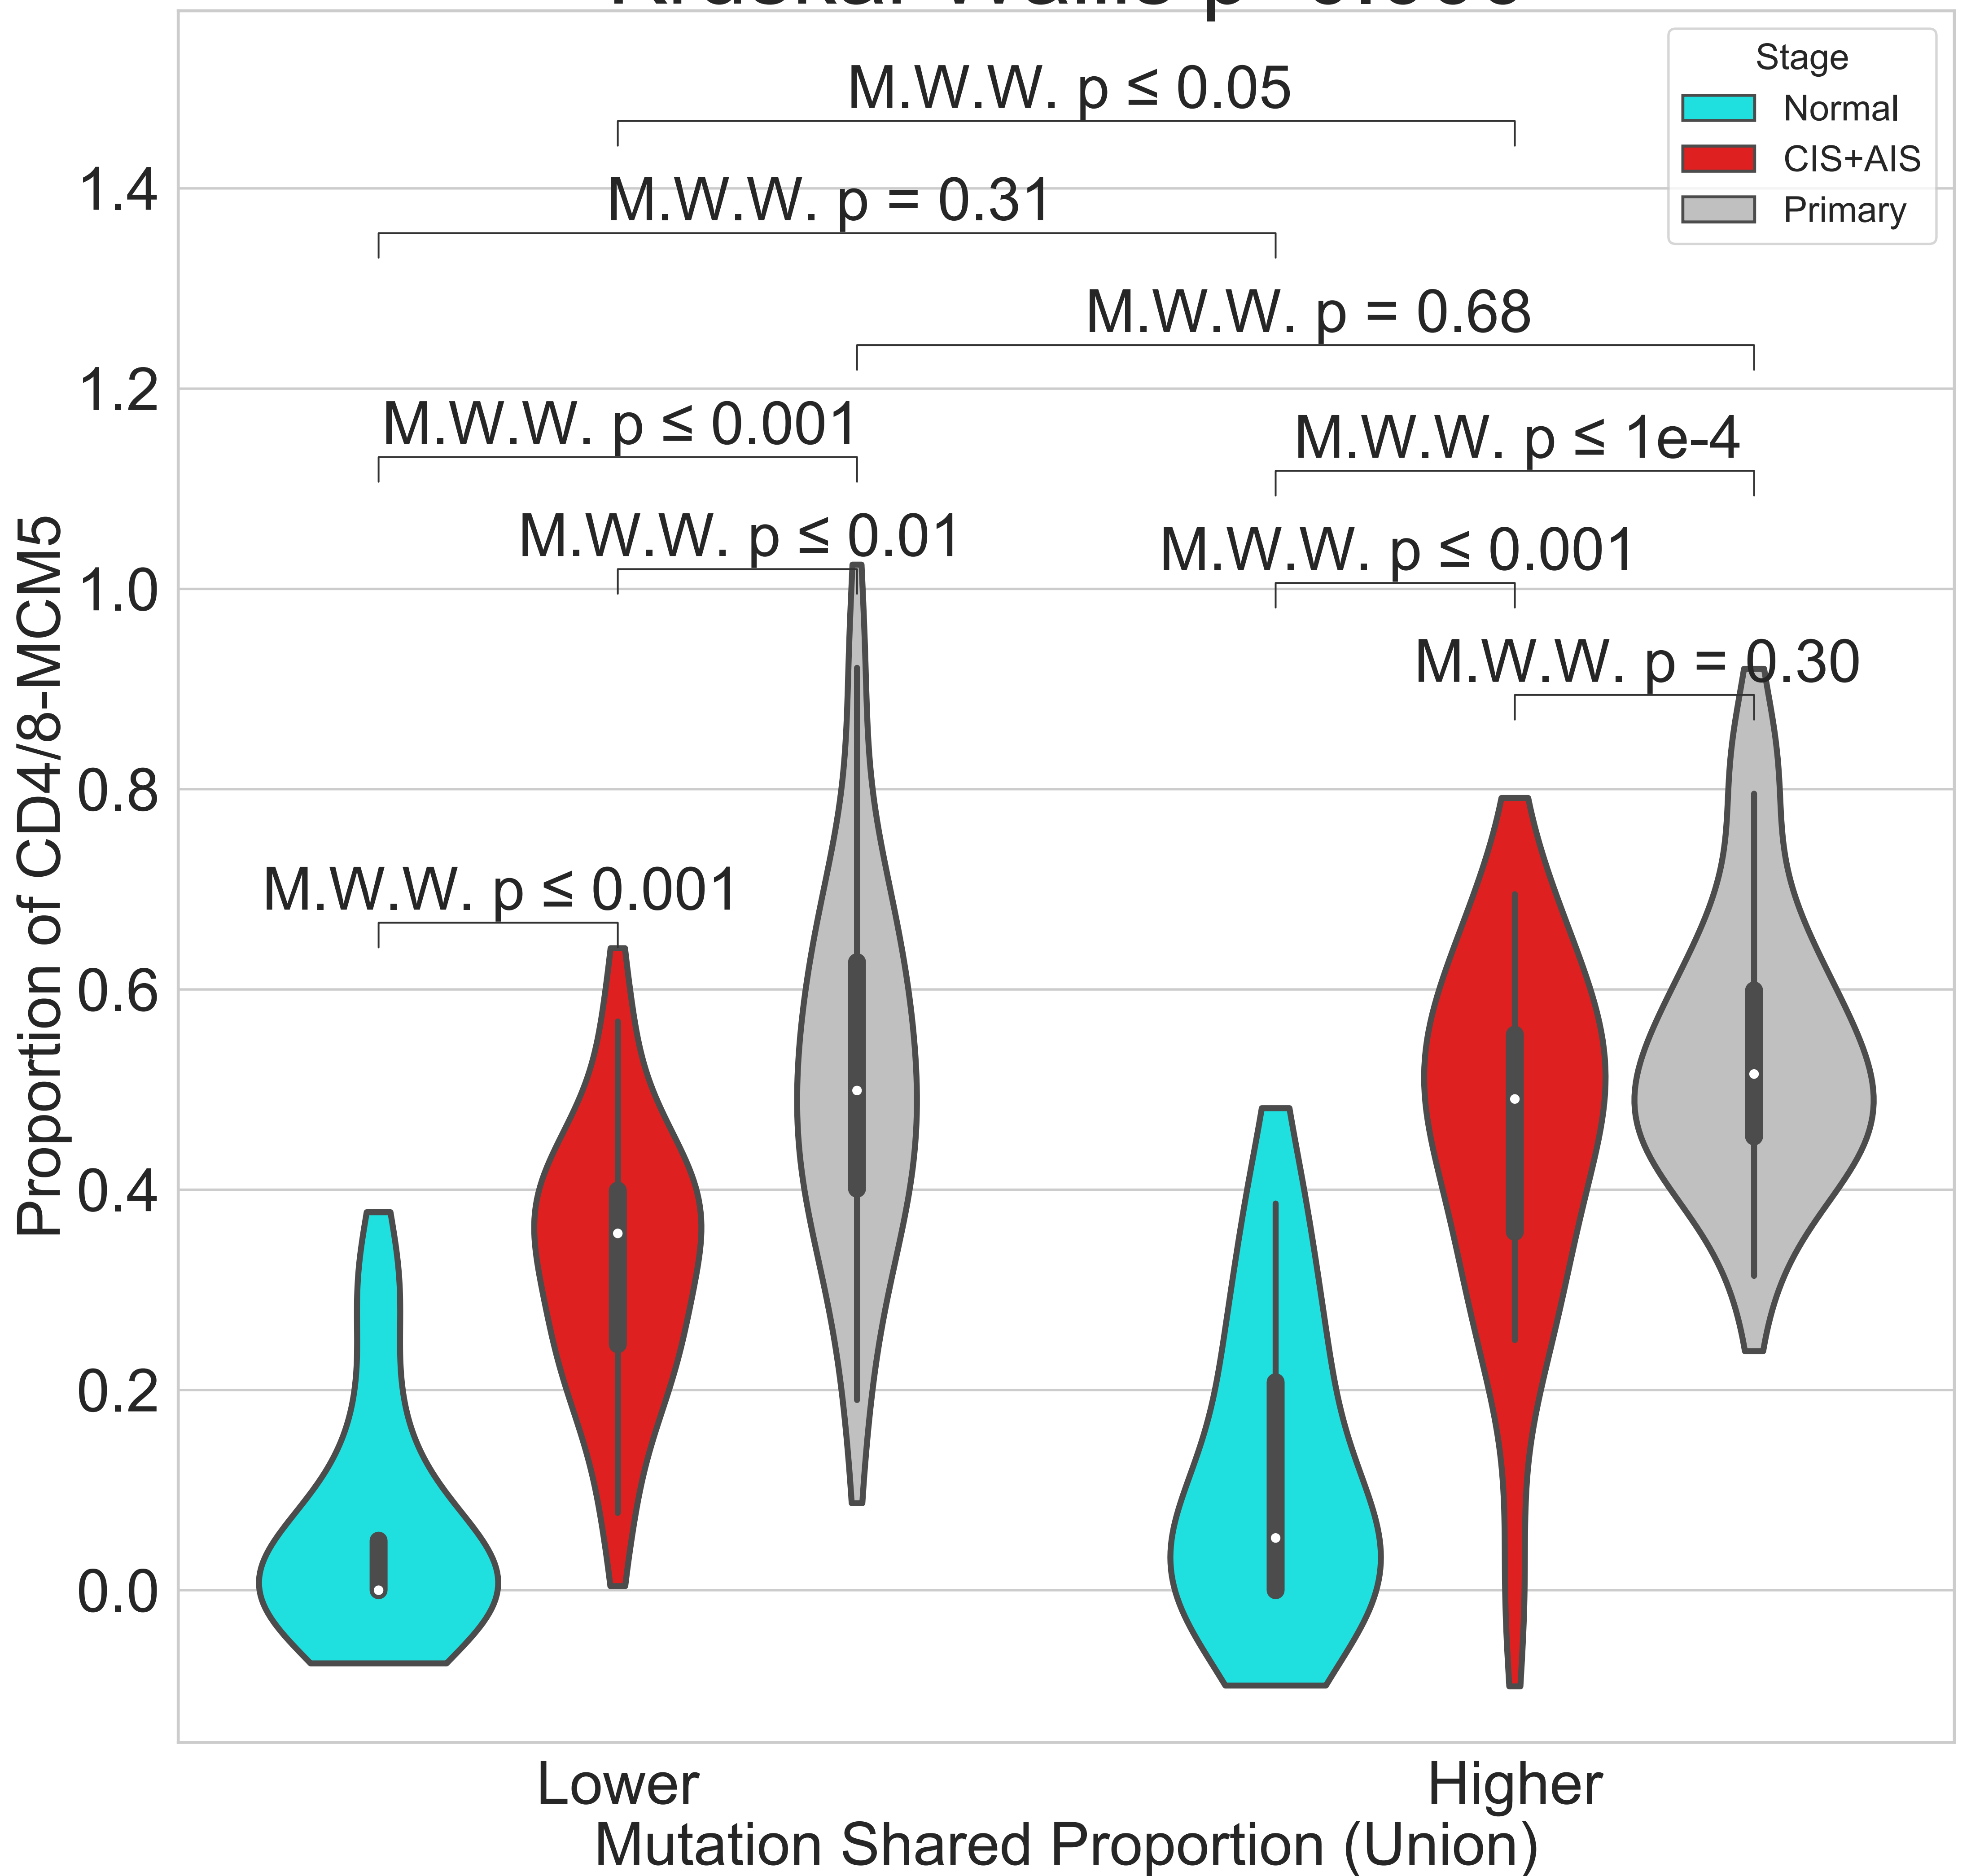 Stage
Normal
CIS+AIS
Primary
M.W.W. p ≤ 0.05
M.W.W. p = 0.31
M.W.W. p = 0.68
M.W.W. p ≤ 0.001
M.W.W. p ≤ 1e-4
M.W.W. p ≤ 0.01
M.W.W. p ≤ 0.001
M.W.W. p = 0.30
M.W.W. p ≤ 0.001
1.4
1.2
1.0
0.8
0.6
0.4
0.2
0.0
Proportion of CD4/8-MCM5
Lower
Higher
Mutation Shared Proportion (Union)